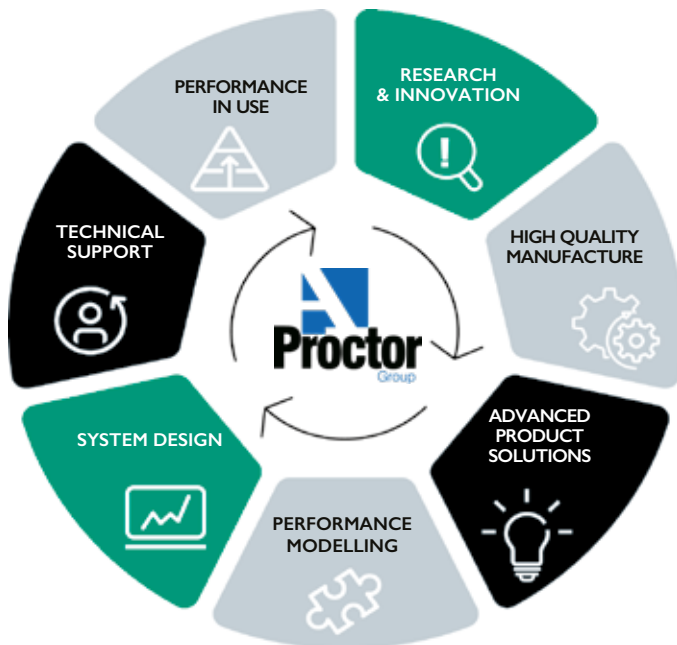 RESEARCH
& INNOVATION
HIGH QUALITY
MANUFACTURE
ADVANCED
PRODUCT
SOLUTIONS
PERFORMANCE
MODELLING
SYSTEM DESIGN
TECHNICAL
SUPPORT
PERFORMANCE
IN USE
A
Proctor
Group